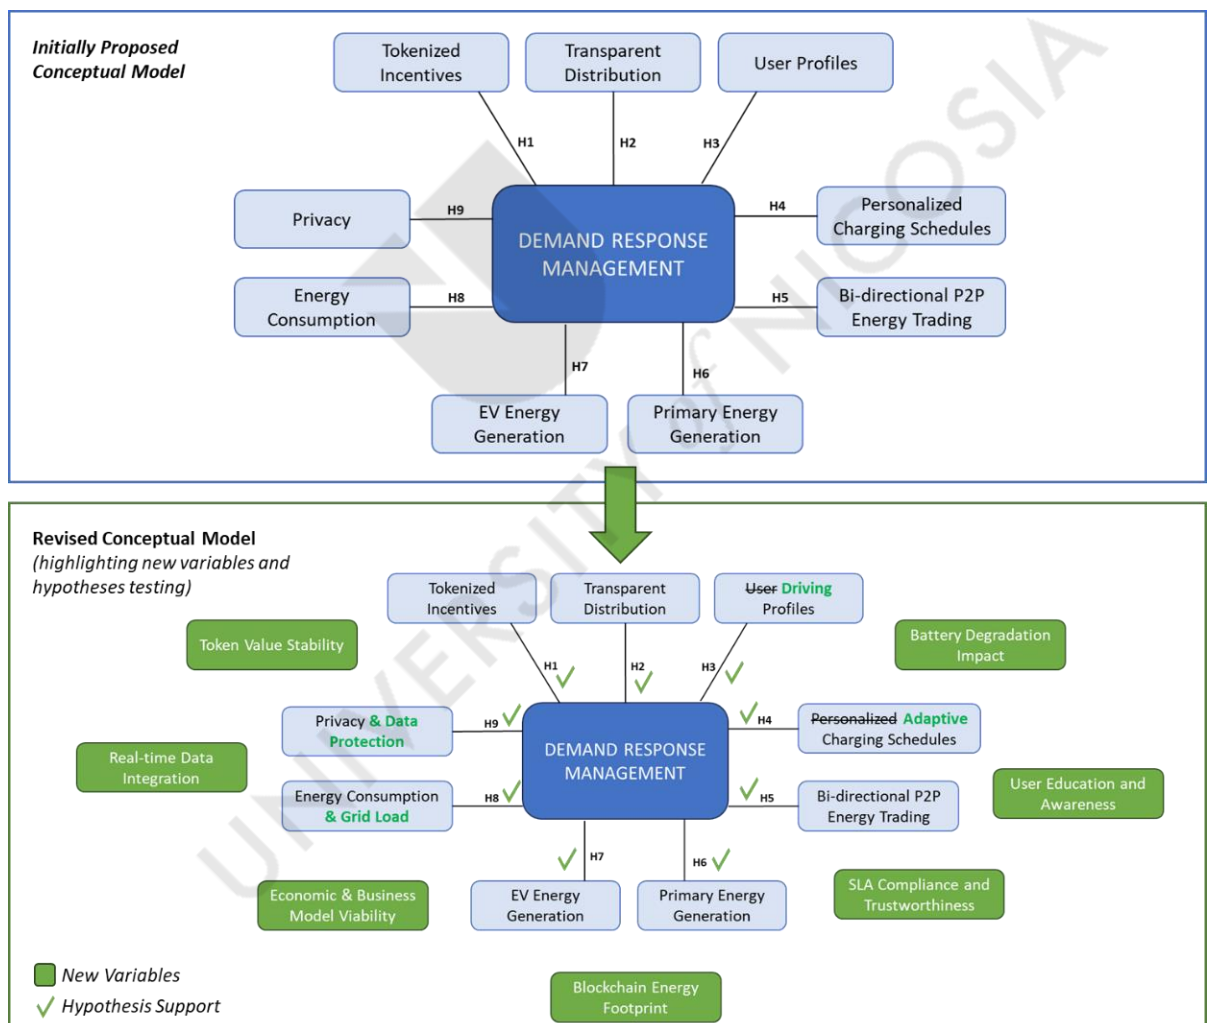 Initially Proposed
Conceptual Model
Tokenized
Incentives
Transparent
Distribution
User Profiles
H1
H2
H3
Privacy
H9
DEMAND RESPONSE
MANAGEMENT
H4
Personalized
Charging Schedules
Energy
Consumption
H8
H5
Bi-directional P2P
Energy Trading
H7
H6
EV Energy
Generation
Primary Energy
Generation
UNIVERSITY of NICOSIA
Revised Conceptual Model
(highlighting new variables and
hypotheses testing)
Tokenized
Incentives
Transparent
Distribution
User Driving
Profiles
Token Value Stability
Battery Degradation
Impact
H1
H2
H3
Privacy & Data
Protection
H9
DEMAND RESPONSE
MANAGEMENT
H4
Personalized Adaptive
Charging Schedules
Real-time Data
Integration
Energy Consumption
& Grid Load
H8
H5
Bi-directional P2P
Energy Trading
User Education and
Awareness
H7
H6
Economic & Business
Model Viability
EV Energy
Generation
Primary Energy
Generation
SLA Compliance and
Trustworthiness
New Variables
Hypothesis Support
Blockchain Energy
Footprint